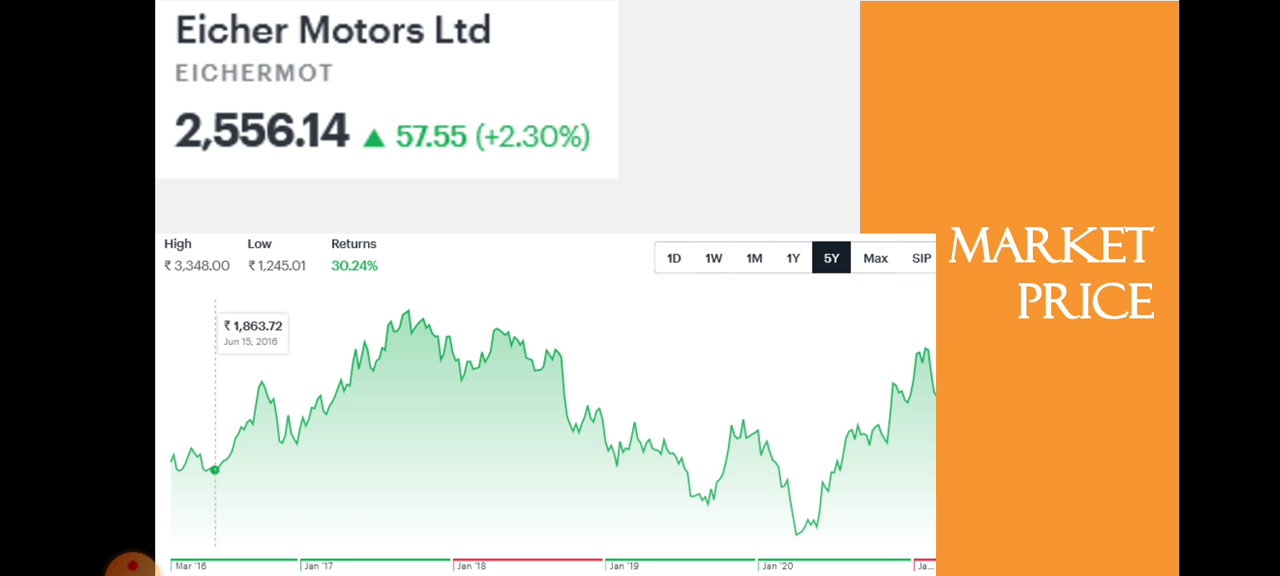 Eicher Motors Ltd
EICHERMOT
2,556.14 ▲ 57.55 (+2.30%)
High Low Returns
₹ 3,348.00 ₹ 1,245.01 30.24%
1D 1W 1M 1Y 5Y Max SIP
MARKET
PRICE
₹ 1,863.72
Jun 15, 2016
Mar '16 Jan '17 Jan '18 Jan '19 Jan '20 Ja...